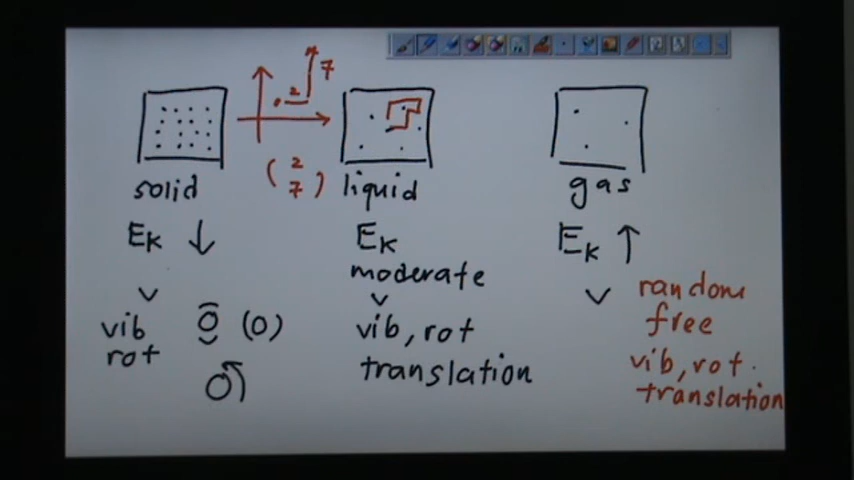 2
7
( 2
7 )
solid
liquid
gas
EK ↓
EK
moderate
EK ↑
vib
rot
(O)
vib, rot
translation
random
free
vib, rot.
translation